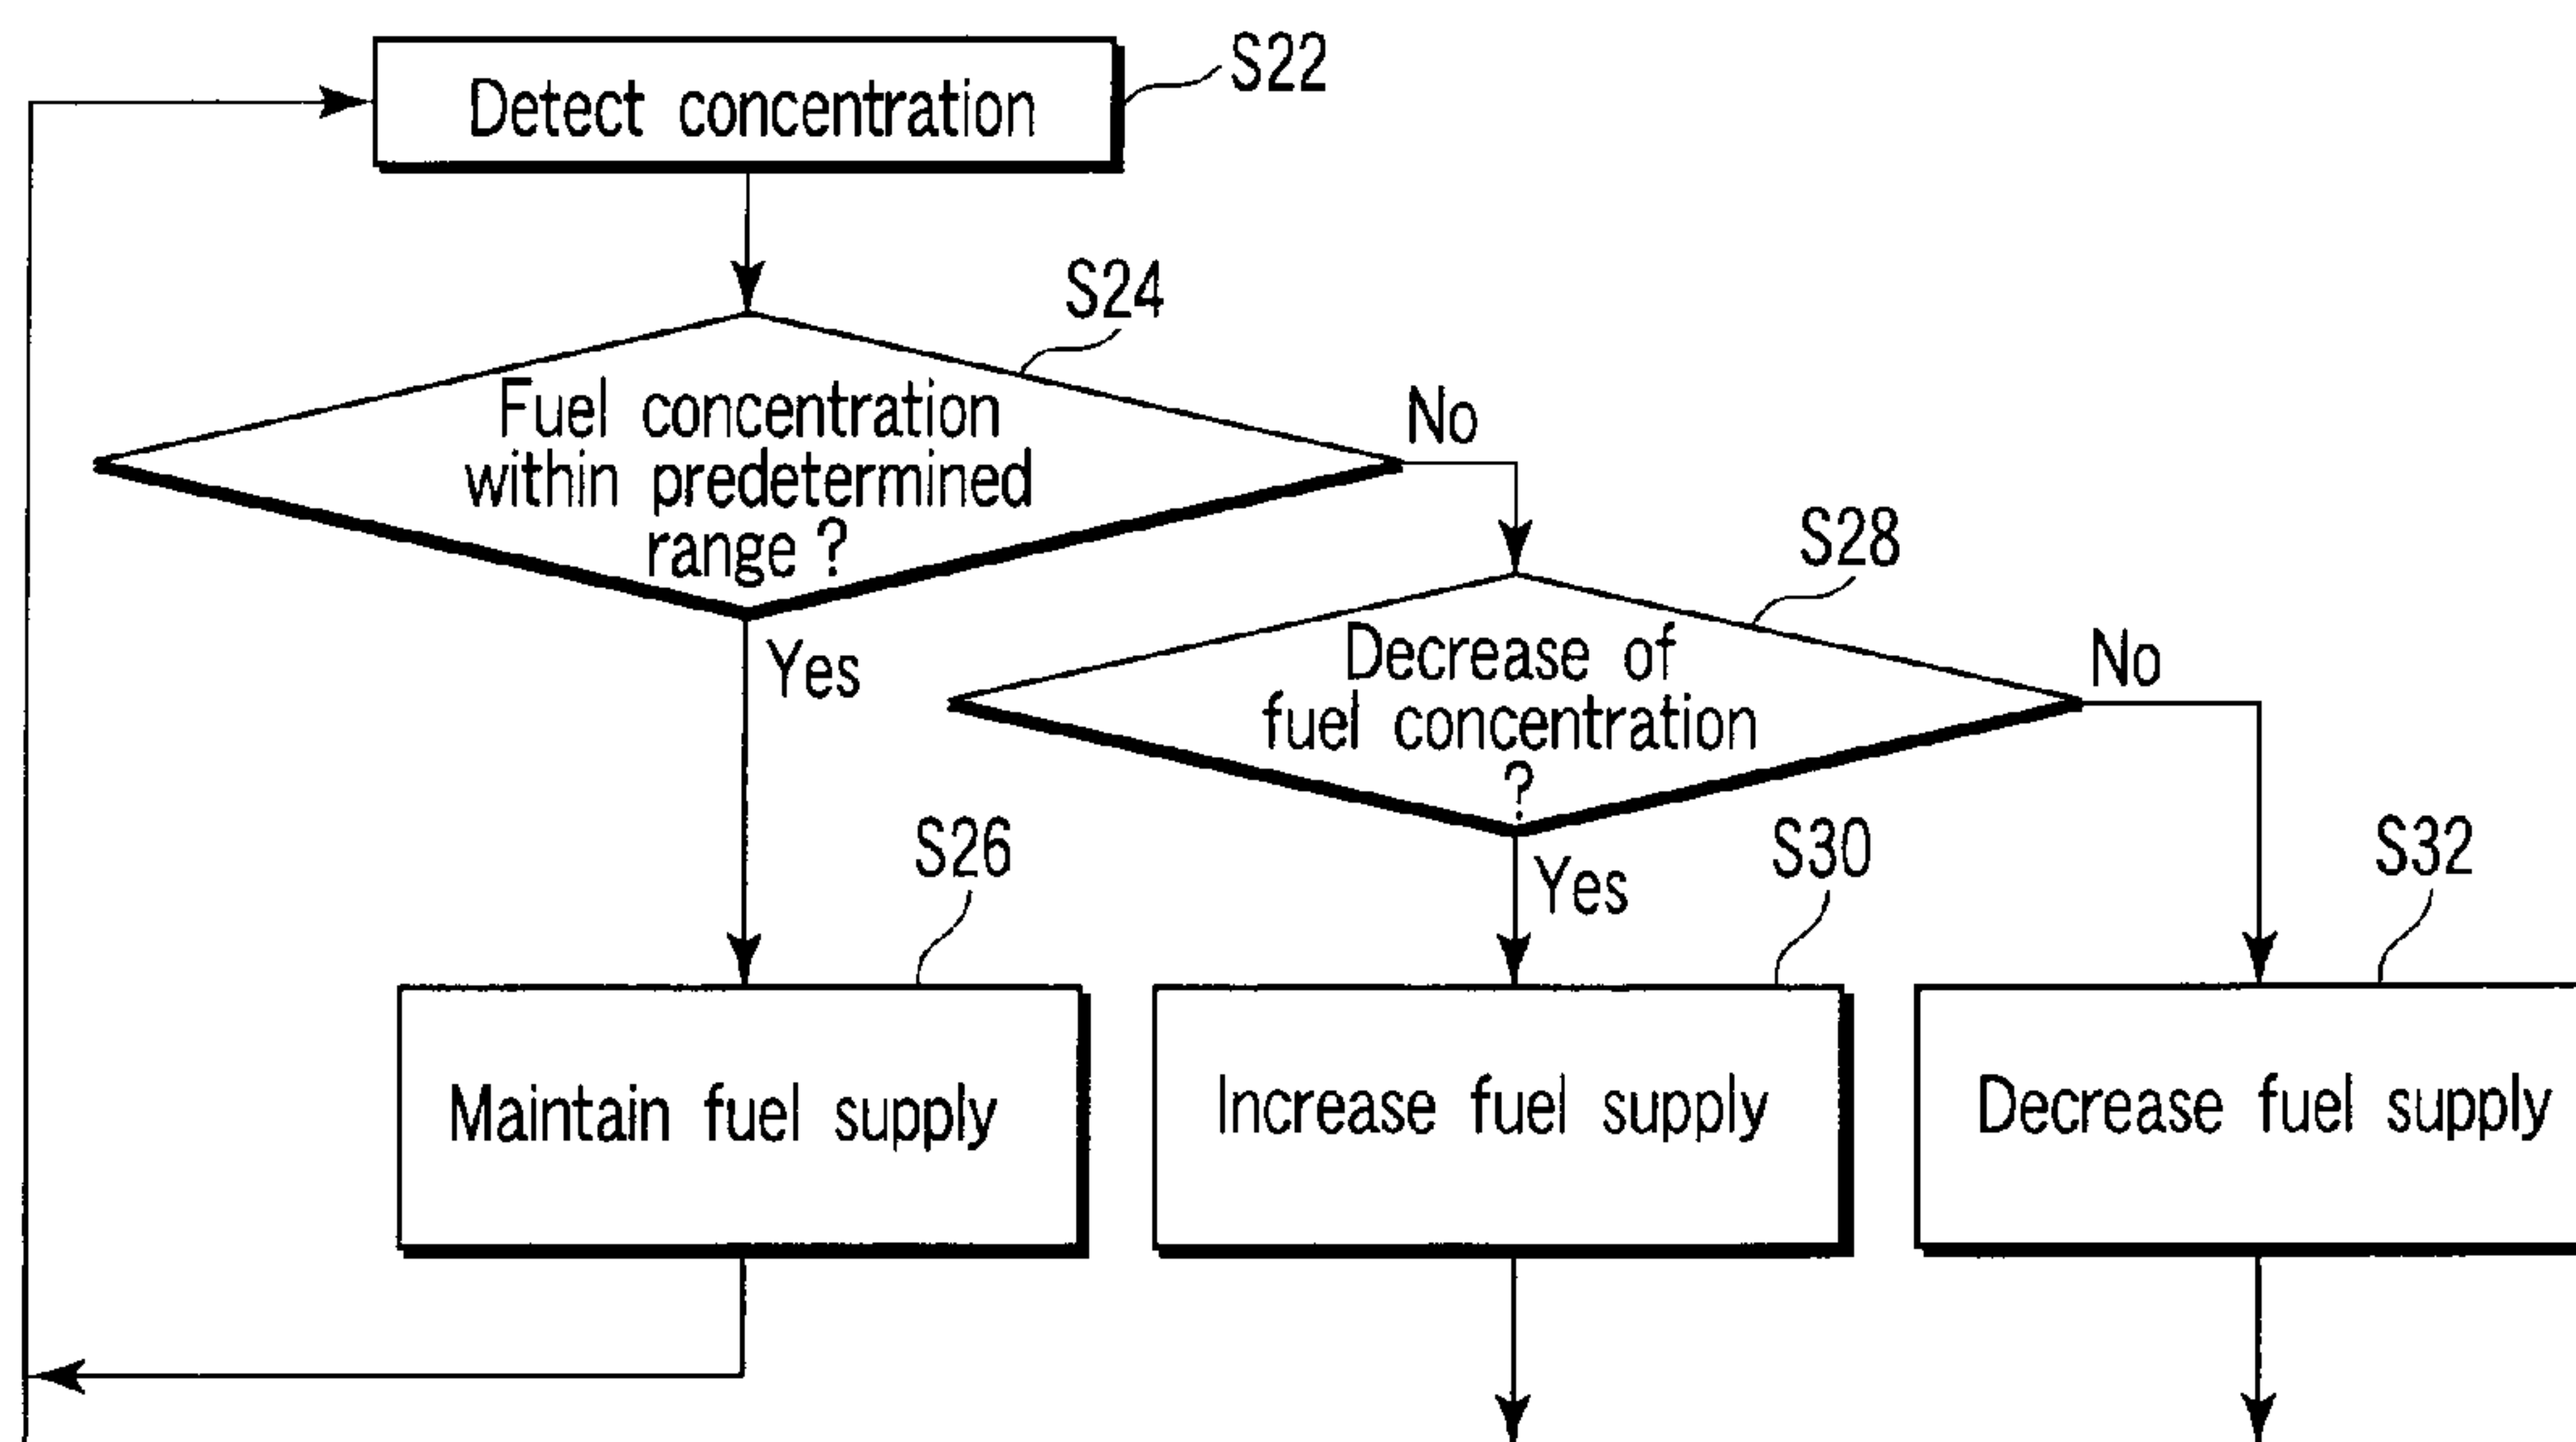 S22
Detect concentration
S24
Fuel concentration
within predetermined
range ?
No
Yes
S28
Decrease of
fuel concentration
?
No
Yes
S26
Maintain fuel supply
S30
Increase fuel supply
S32
Decrease fuel supply